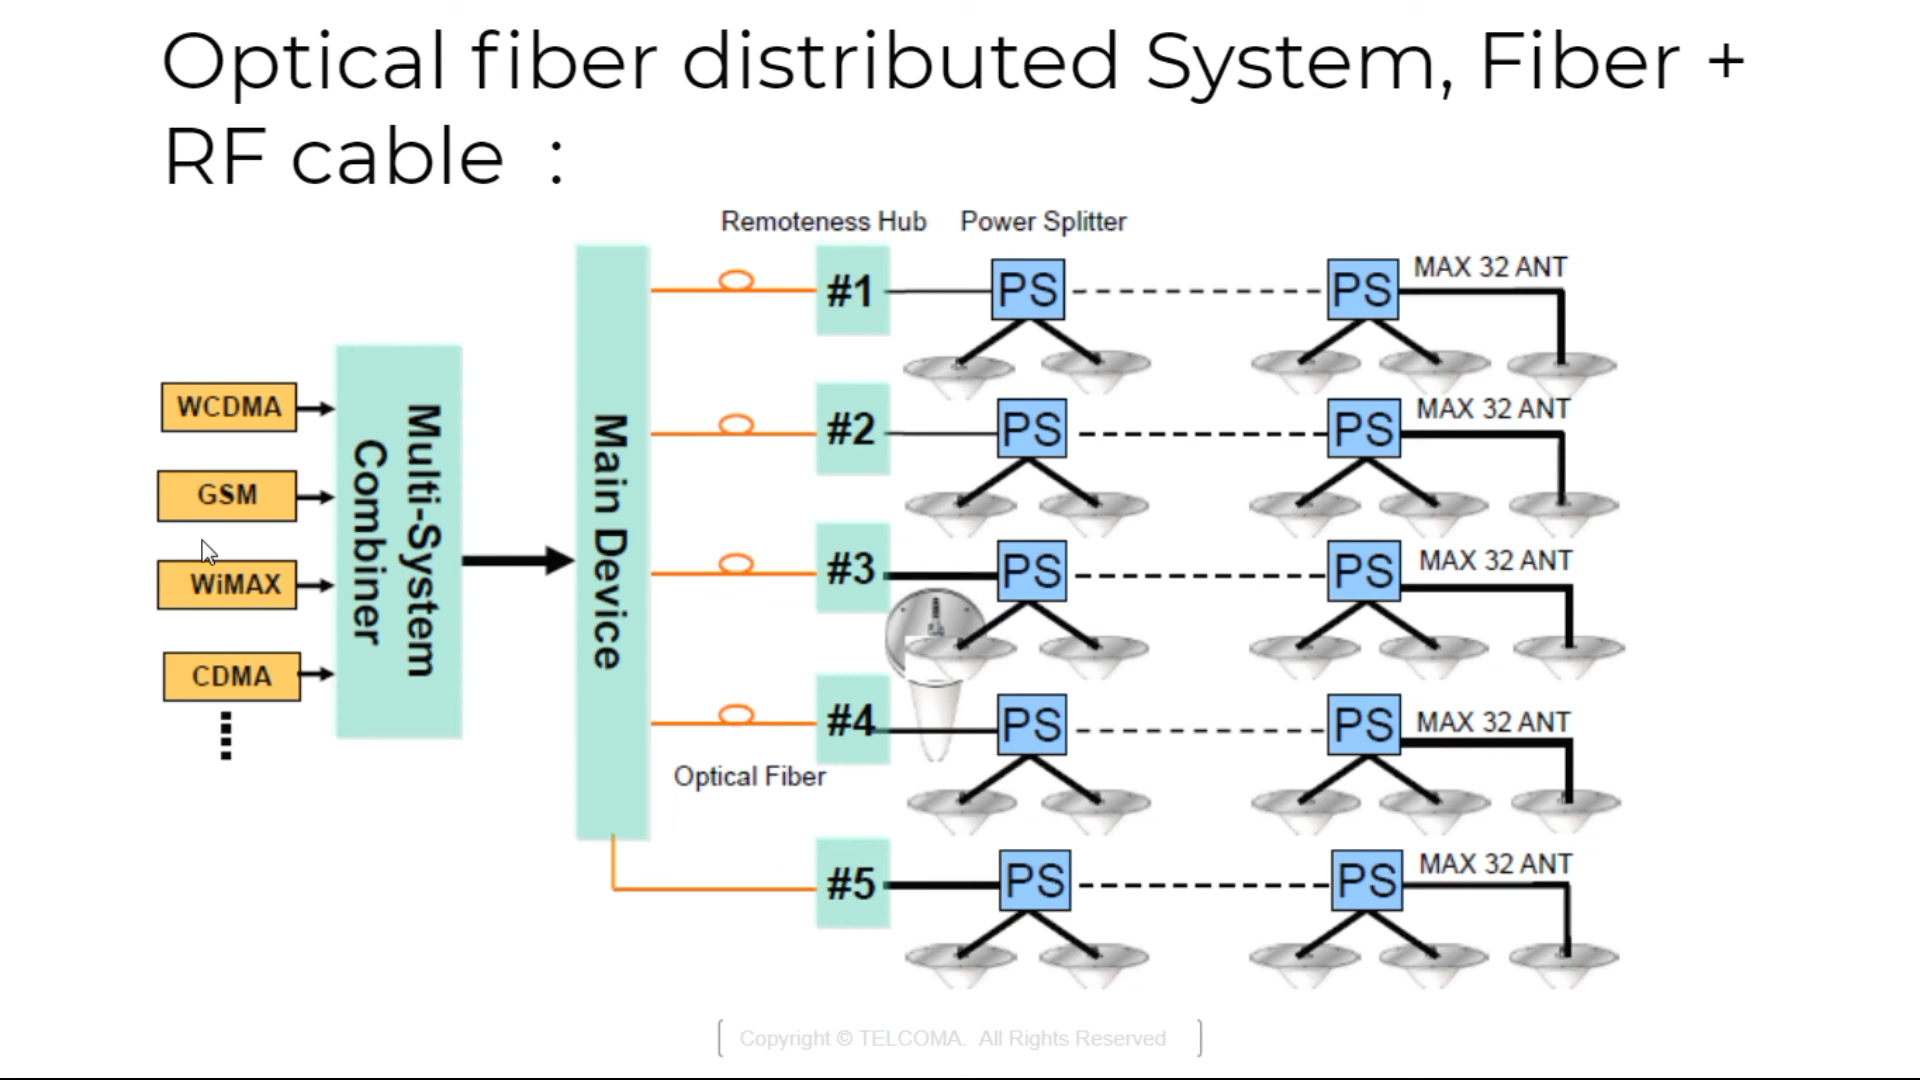 Optical fiber distributed System, Fiber +
RF cable  :
Remoteness Hub
Power Splitter
WCDMA
GSM
WiMAX
CDMA
Multi-System
Combiner
Main Device
#1
PS
PS
MAX 32 ANT
#2
PS
PS
MAX 32 ANT
#3
PS
PS
MAX 32 ANT
#4
PS
PS
MAX 32 ANT
Optical Fiber
#5
PS
PS
MAX 32 ANT
Copyright © TELCOMA.  All Rights Reserved